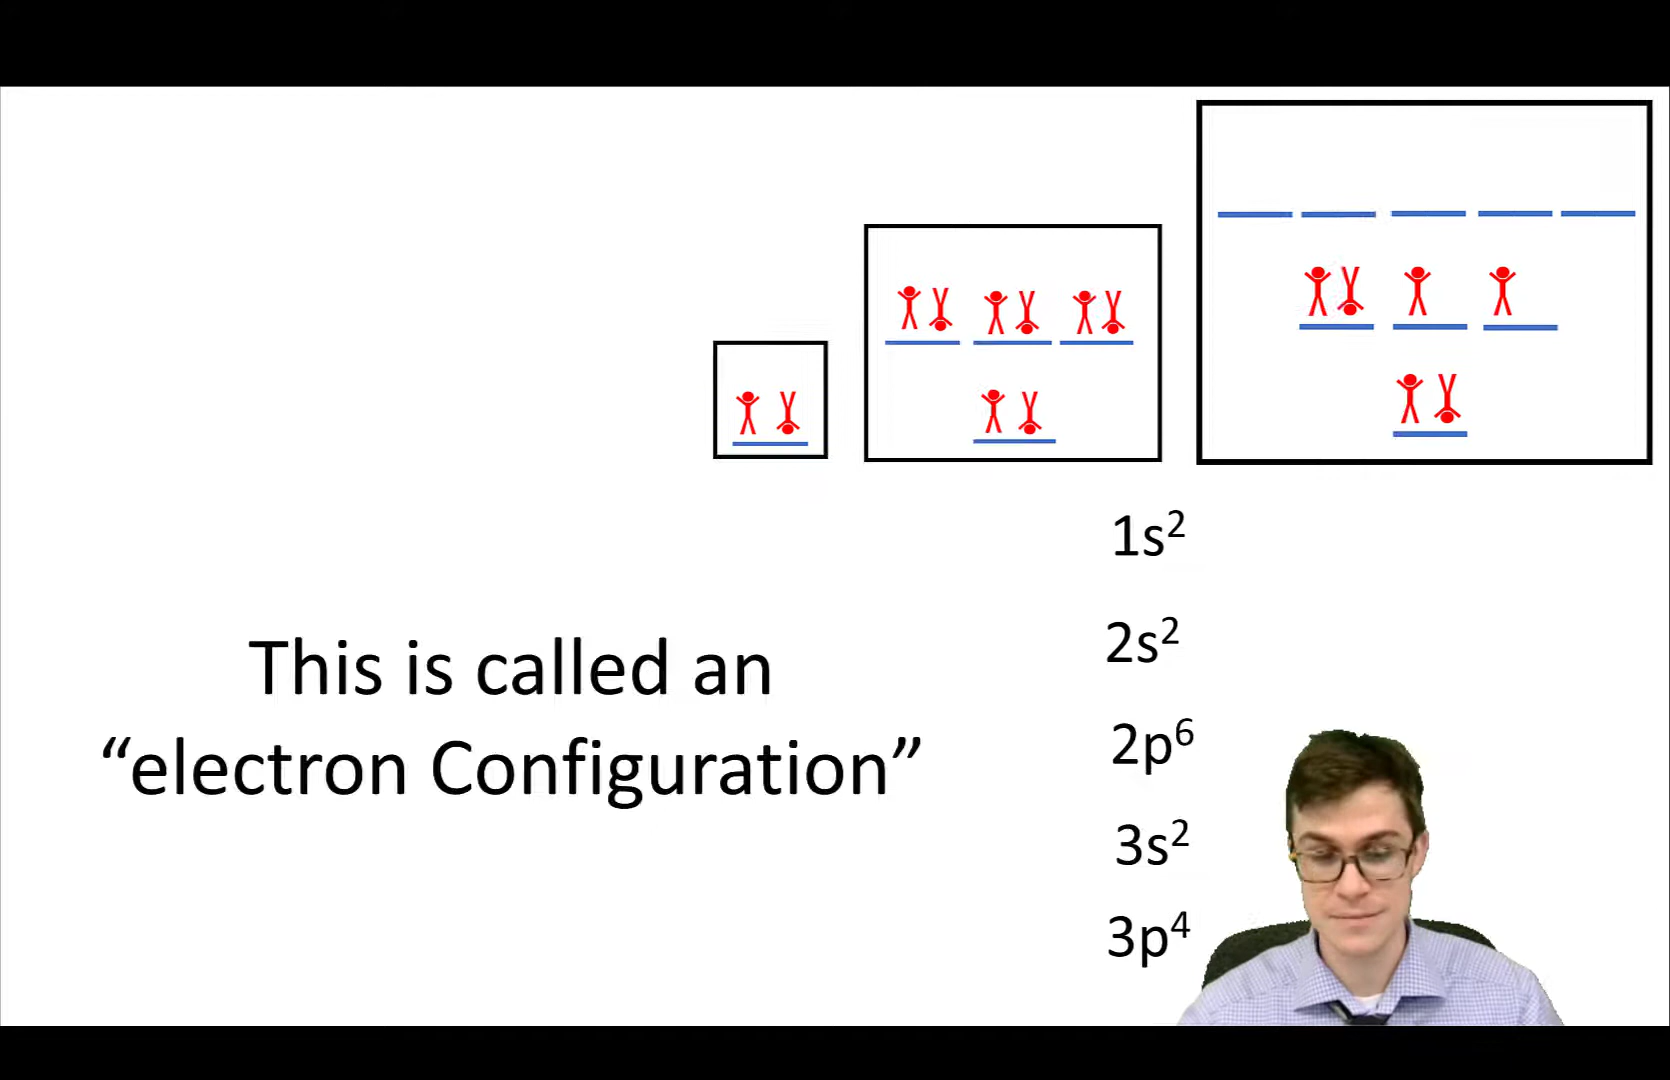 This is called an
“electron Configuration”
1s²
2s²
2p⁶
3s²
3p⁴